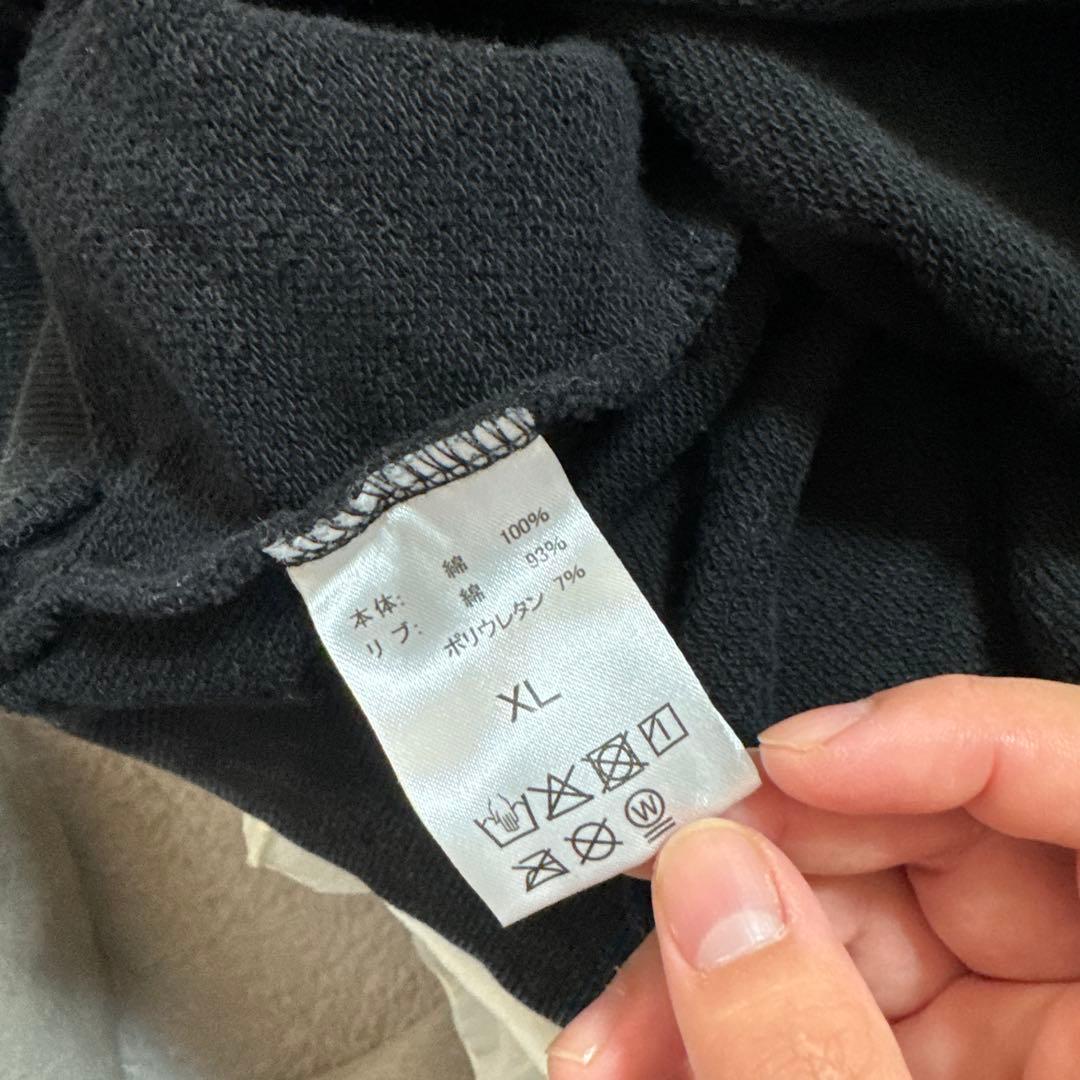 本体: 綿 100%
リブ: 綿 93%
ポリウレタン 7%
XL
W